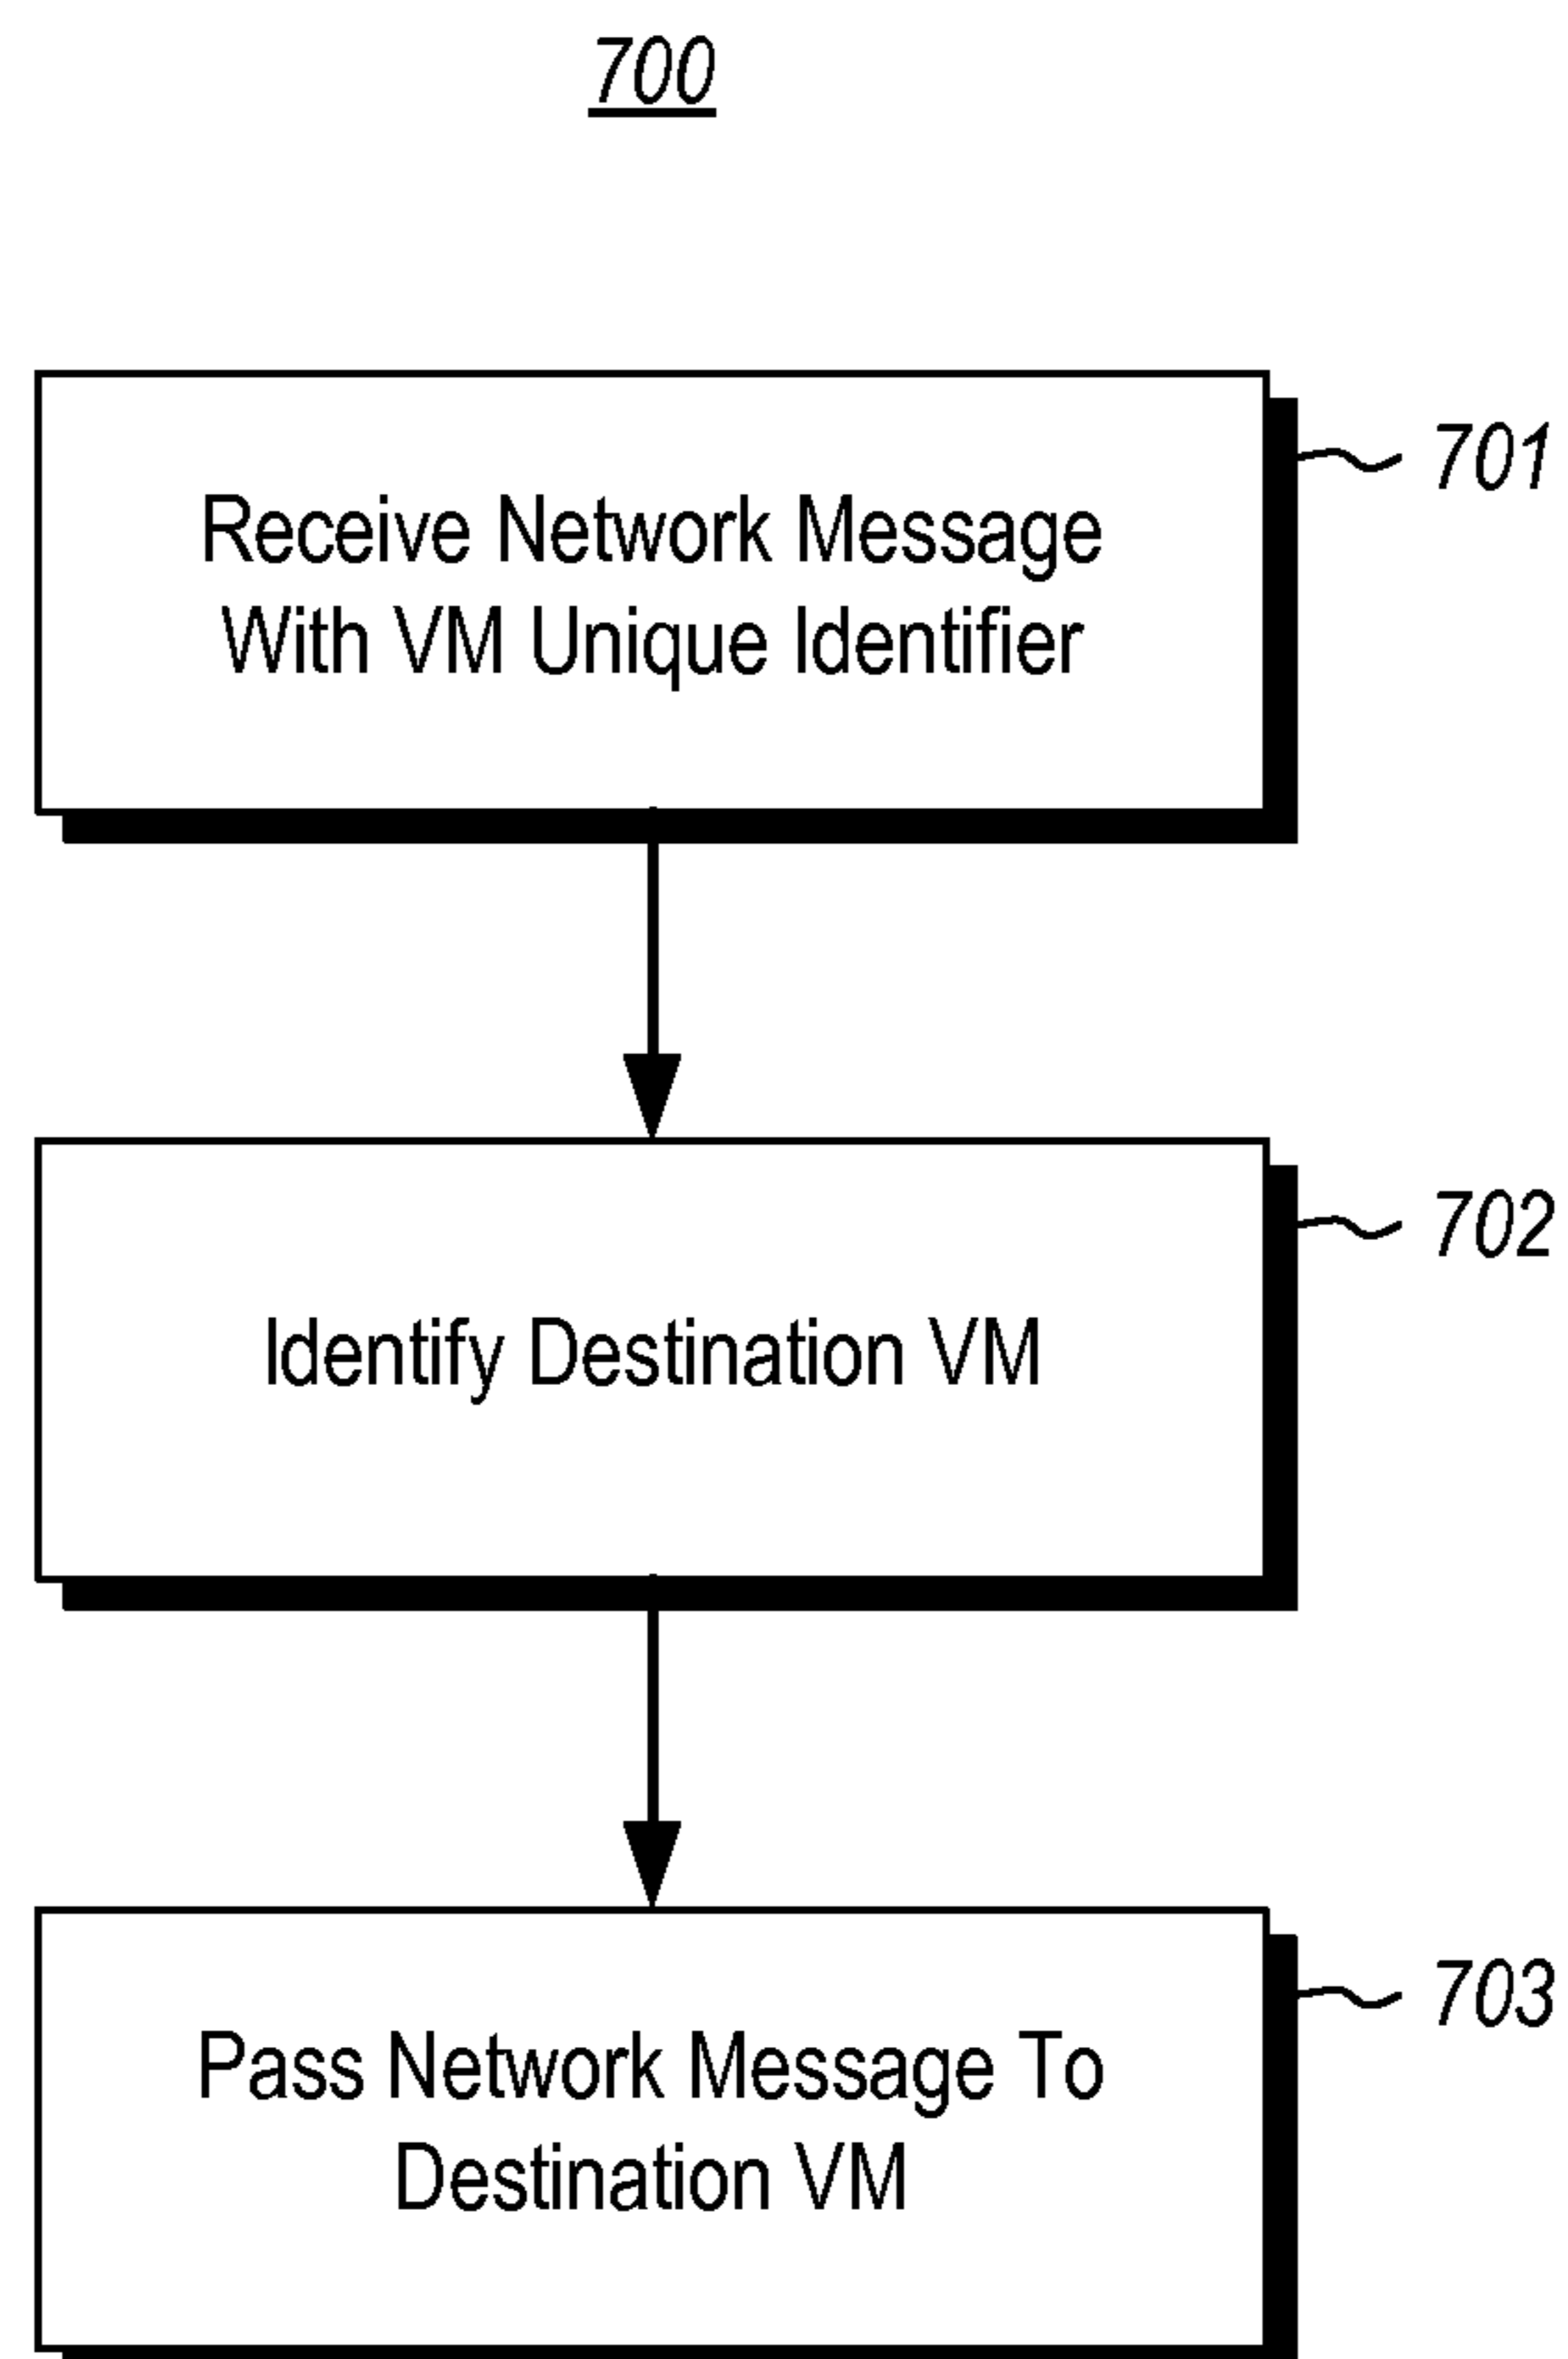 700
Receive Network Message
With VM Unique Identifier
701
Identify Destination VM
702
Pass Network Message To
Destination VM
703